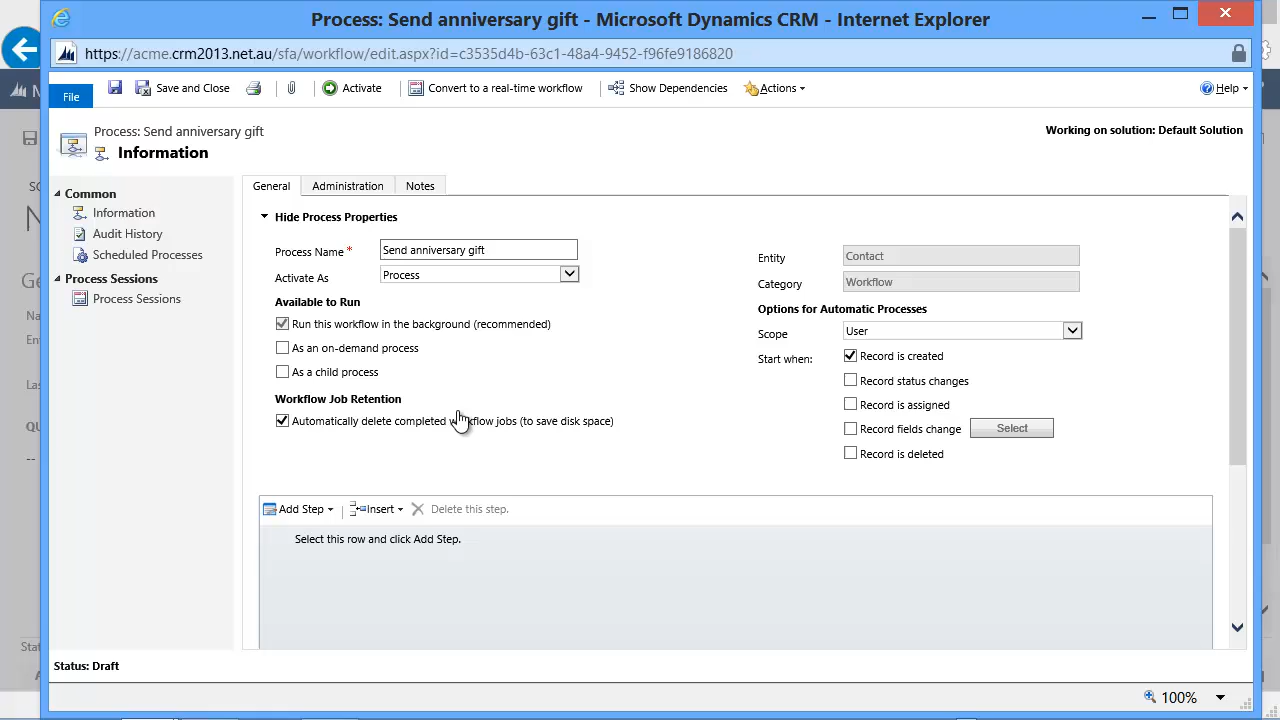 Process: Send anniversary gift - Microsoft Dynamics CRM - Internet Explorer
https://acme.crm2013.net.au/sfa/workflow/edit.aspx?id=c3535d4b-63c1-48a4-9452-f96fe9186820
File
Save and Close
Activate
Convert to a real-time workflow
Show Dependencies
Actions
Help
Process: Send anniversary gift
Information
Working on solution: Default Solution
Common
Information
Audit History
Scheduled Processes
Process Sessions
Process Sessions
General
Administration
Notes
Hide Process Properties
Process Name * Send anniversary gift
Activate As Process
Available to Run
Run this workflow in the background (recommended)
As an on-demand process
As a child process
Workflow Job Retention
Automatically delete completed workflow jobs (to save disk space)
Entity Contact
Category Workflow
Options for Automatic Processes
Scope User
Start when: Record is created
Record status changes
Record is assigned
Record fields change Select
Record is deleted
Add Step
Insert
Delete this step.
Select this row and click Add Step.
Status: Draft
100%